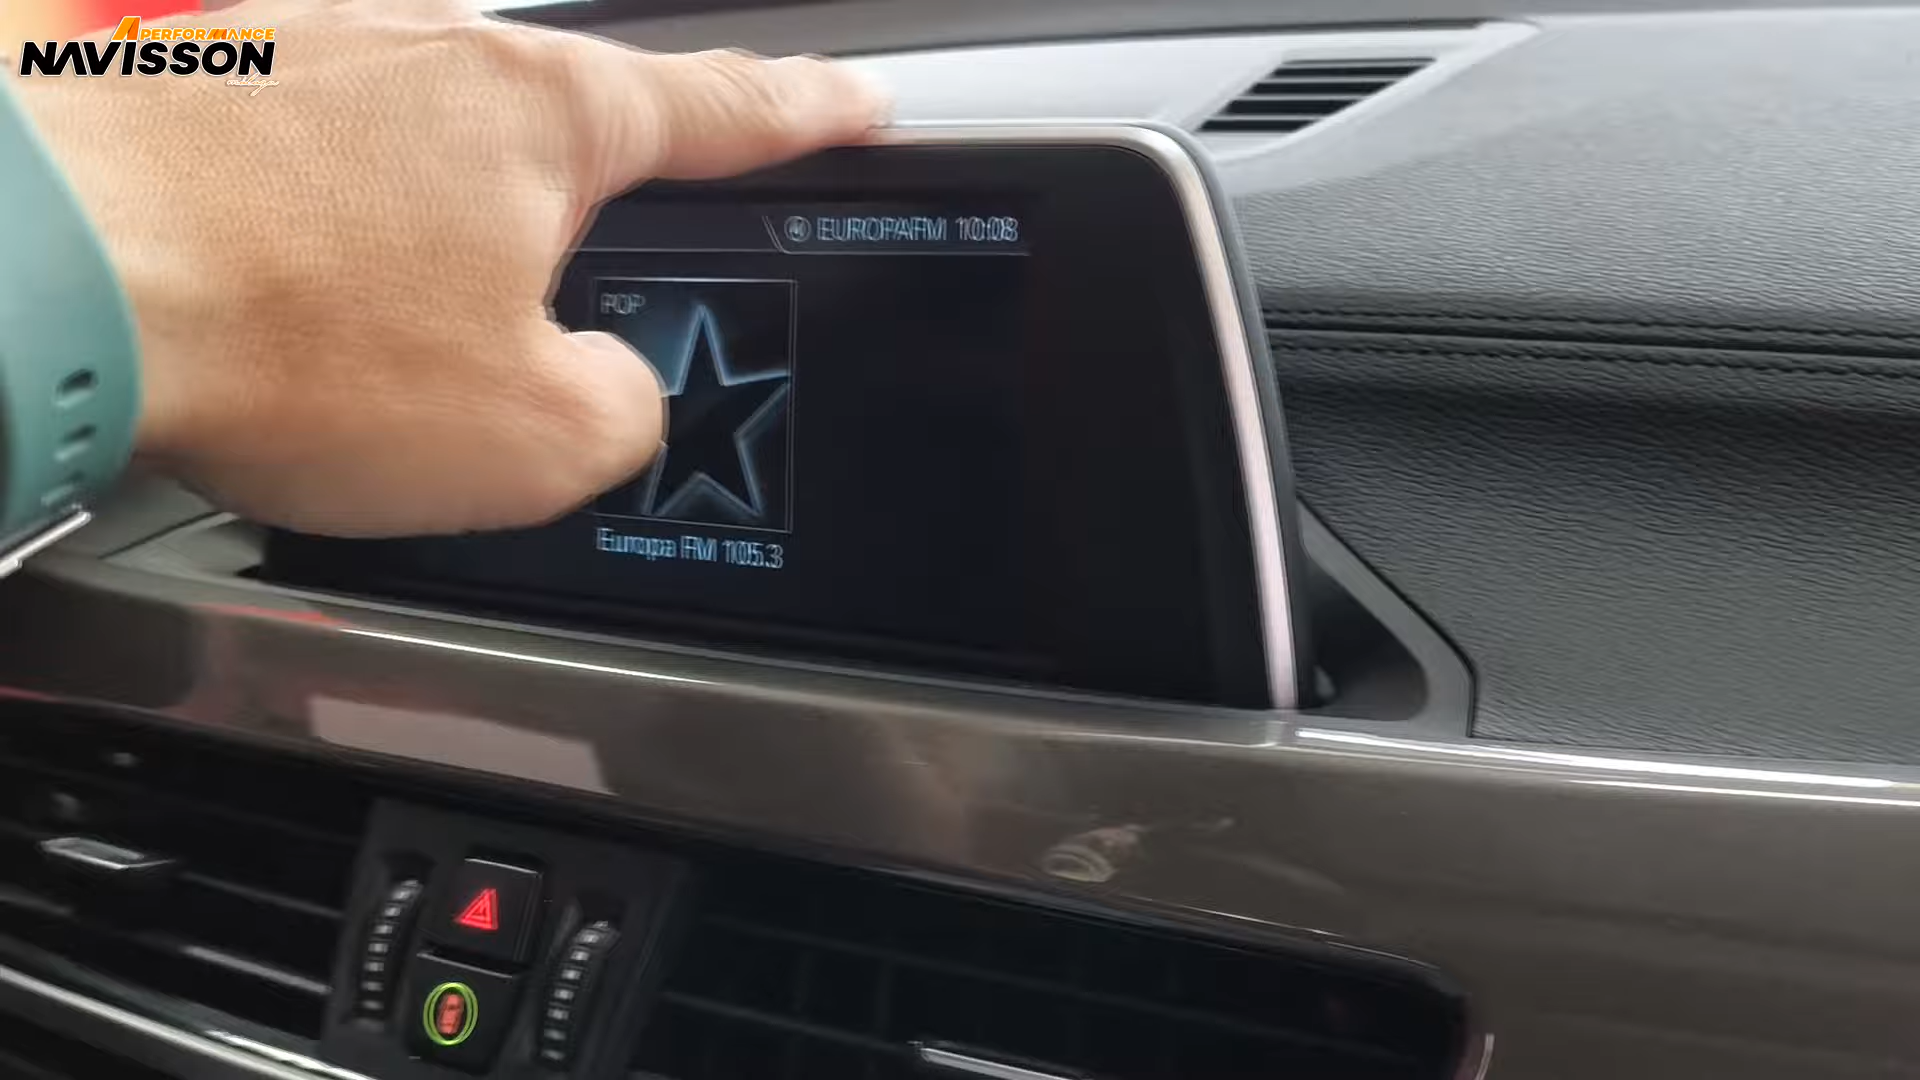 PERFORMANCE
NAVISSON
EUROPAFM 10:08
POP
Europa FM 105.3